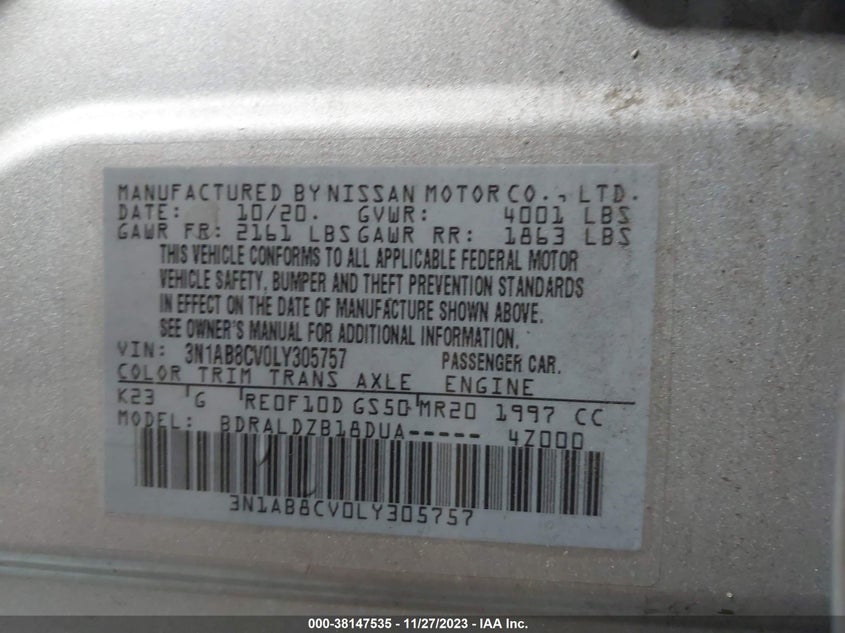 MANUFACTURED BY NISSAN MOTOR CO., LTD.
DATE: 10/20. GVWR: 4001 LBS
GAWR FR: 2161 LBS GAWR RR: 1863 LBS
THIS VEHICLE CONFORMS TO ALL APPLICABLE FEDERAL MOTOR
VEHICLE SAFETY, BUMPER AND THEFT PREVENTION STANDARDS
IN EFFECT ON THE DATE OF MANUFACTURE SHOWN ABOVE.
SEE OWNER'S MANUAL FOR ADDITIONAL INFORMATION.
VIN: 3N1AB8CV0LY305757 PASSENGER CAR.
COLOR TRIM TRANS AXLE ENGINE
K23 G RE0F10D GS50 MR20 1997 CC
MODEL: BDRALDZB18DUA----- 4Z000
3N1AB8CV0LY305757
000-38147535 - 11/27/2023 - IAA Inc.